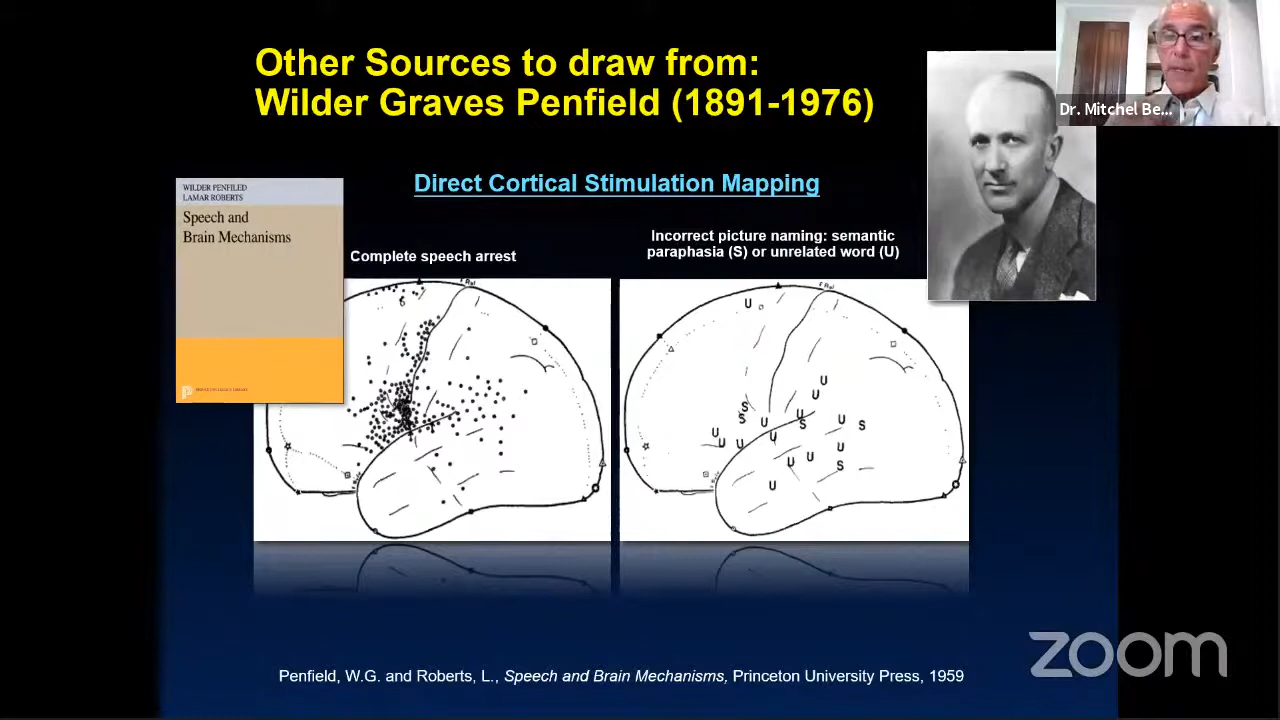 Other Sources to draw from:
Wilder Graves Penfield (1891-1976)
Dr. Mitchel Be...
Direct Cortical Stimulation Mapping
WILDER PENFILED
LAMAR ROBERTS
Speech and
Brain Mechanisms
Complete speech arrest
Incorrect picture naming: semantic
paraphasia (S) or unrelated word (U)
U
U
U
S
S
U
U
S
U
S
U
U
U
U
U
U
U
S
U
zoom
Penfield, W.G. and Roberts, L., Speech and Brain Mechanisms, Princeton University Press, 1959